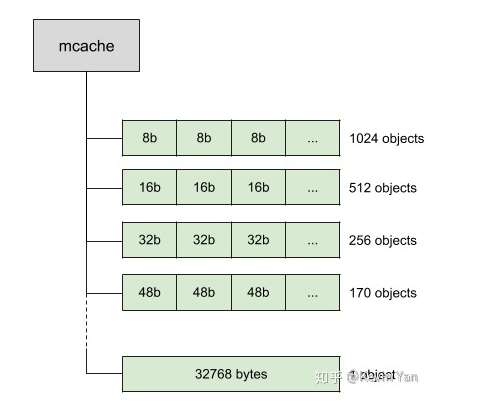 mcache
8b 8b 8b ... 1024 objects
16b 16b 16b ... 512 objects
32b 32b 32b ... 256 objects
48b 48b 48b ... 170 objects
32768 bytes 1 object
知乎 @Kevin Yan